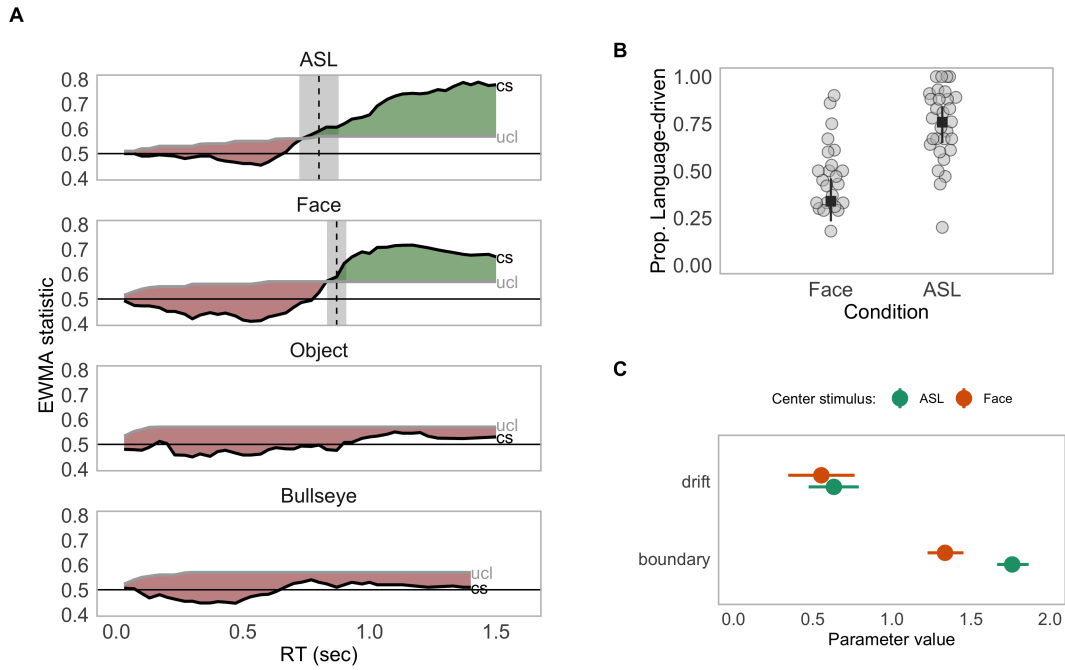 A
EWMA statistic
ASL
0.8
0.7
0.6
0.5
0.4
cs
ucl
Face
0.8
0.7
0.6
0.5
0.4
cs
ucl
Object
0.8
0.7
0.6
0.5
0.4
ucl
cs
Bullseye
0.8
0.7
0.6
0.5
0.4
ucl
cs
0.0 0.5 1.0 1.5
RT (sec)
B
Prop. Language-driven
1.00
0.75
0.50
0.25
0.00
Face ASL
Condition
C
Center stimulus: ASL Face
drift
boundary
0.0 0.5 1.0 1.5 2.0
Parameter value